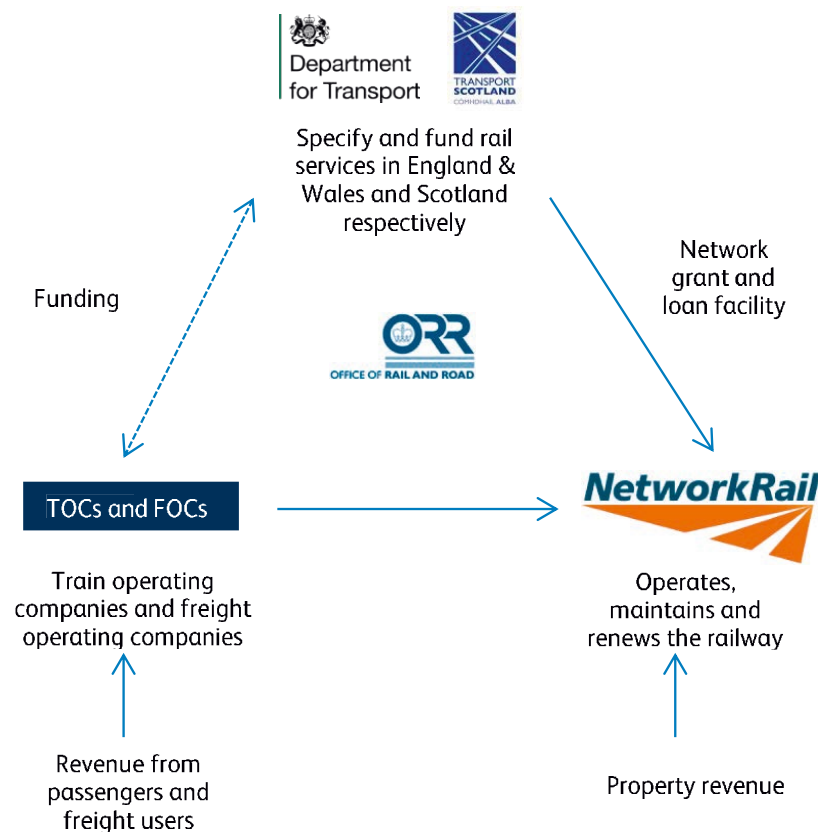 Department
for Transport
TRANSPORT
SCOTLAND
CÒMHDHAIL ALBA
Specify and fund rail
services in England &
Wales and Scotland
respectively
Network
grant and
loan facility
Funding
ORR
OFFICE OF RAIL AND ROAD
TOCs and FOCs
NetworkRail
Train operating
companies and freight
operating companies
Operates,
maintains and
renews the railway
Revenue from
passengers and
freight users
Property revenue